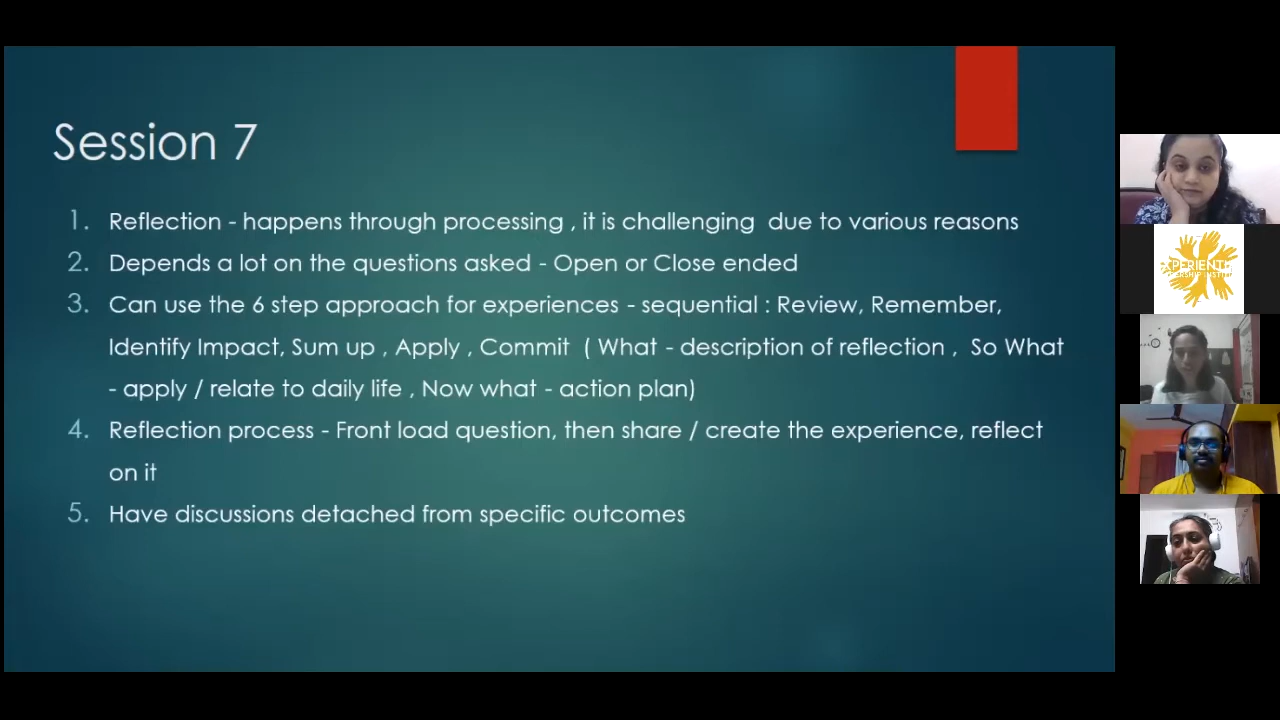 Session 7
1. Reflection - happens through processing , it is challenging due to various reasons
2. Depends a lot on the questions asked - Open or Close ended
3. Can use the 6 step approach for experiences - sequential : Review, Remember,
Identify Impact, Sum up , Apply , Commit ( What - description of reflection , So What
- apply / relate to daily life , Now what - action plan)
4. Reflection process - Front load question, then share / create the experience, reflect
on it
5. Have discussions detached from specific outcomes